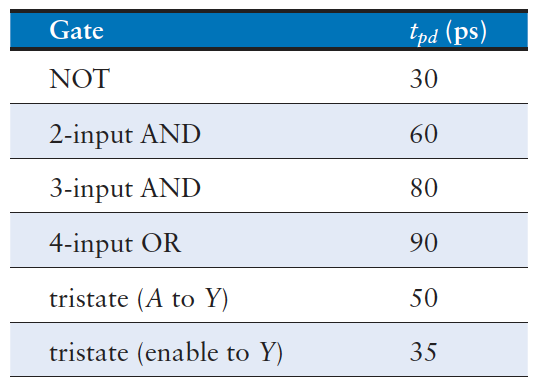 Gate tpd (ps)
NOT 30
2-input AND 60
3-input AND 80
4-input OR 90
tristate (A to Y) 50
tristate (enable to Y) 35